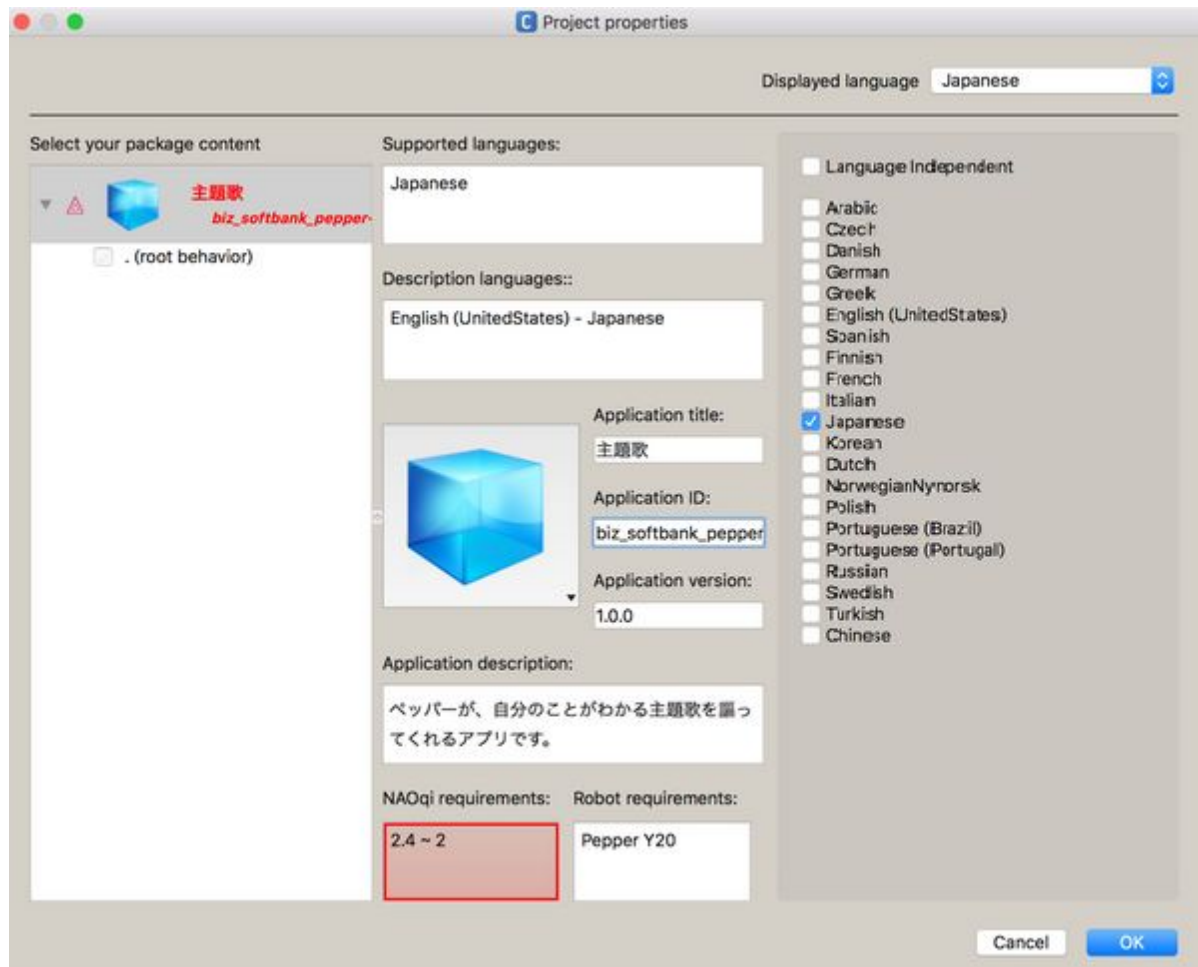 Project properties
Displayed language Japanese
Select your package content
主題歌
biz_softbank_pepper-
. (root behavior)
Supported languages:
Japanese
Description languages::
English (UnitedStates) - Japanese
Application title:
主題歌
Application ID:
biz_softbank_pepper
Application version:
1.0.0
Application description:
ペッパーが、自分のことがわかる主題歌を謳っ
てくれるアプリです。
NAOqi requirements:
2.4 ~ 2
Robot requirements:
Pepper Y20
Language Independent
Arabic
Czech
Danish
German
Greek
English (UnitedStates)
Spanish
Finnish
French
Italian
Japanese
Korean
Dutch
NorwegianNynorsk
Polish
Portuguese (Brazil)
Portuguese (Portugal)
Russian
Swedish
Turkish
Chinese
Cancel
OK